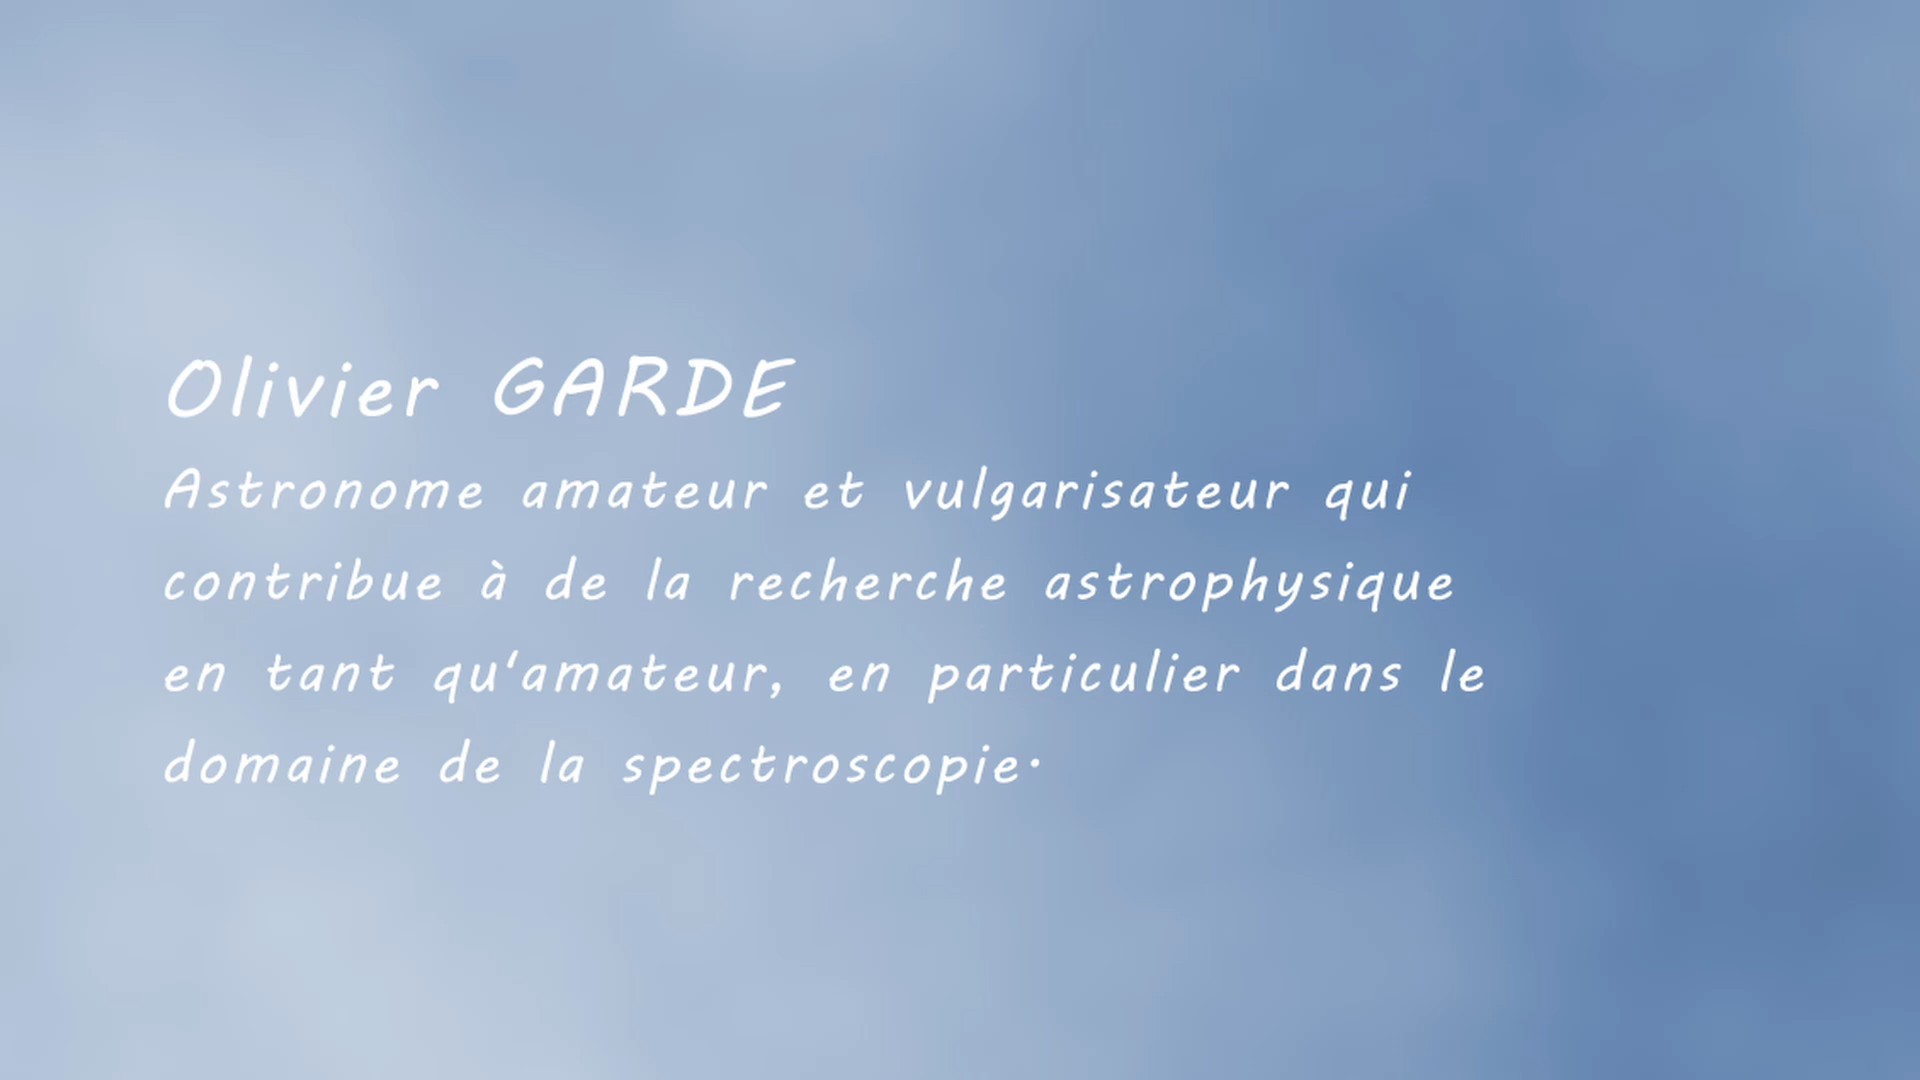 Olivier GARDE
Astronome amateur et vulgarisateur qui
contribue à de la recherche astrophysique
en tant qu'amateur, en particulier dans le
domaine de la spectroscopie.